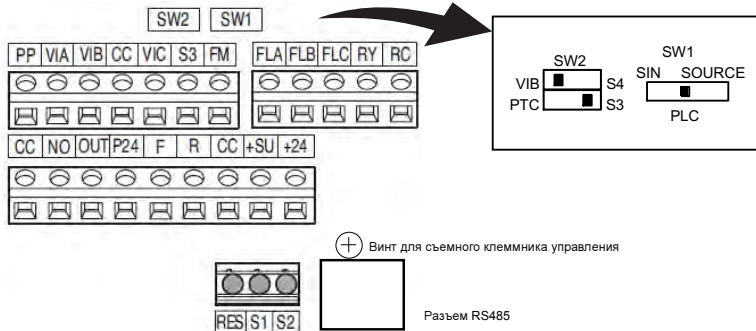 SW2 SW1
PP VIA VIB CC VIC S3 FM
FLA FLB FLC RY RC
CC NO OUT P24 F R CC +SU +24
RES S1 S2
SW2
VIB S4
PTC S3
SW1
SIN SOURCE
PLC
Винт для съемного клеммника управления
Разъем RS485